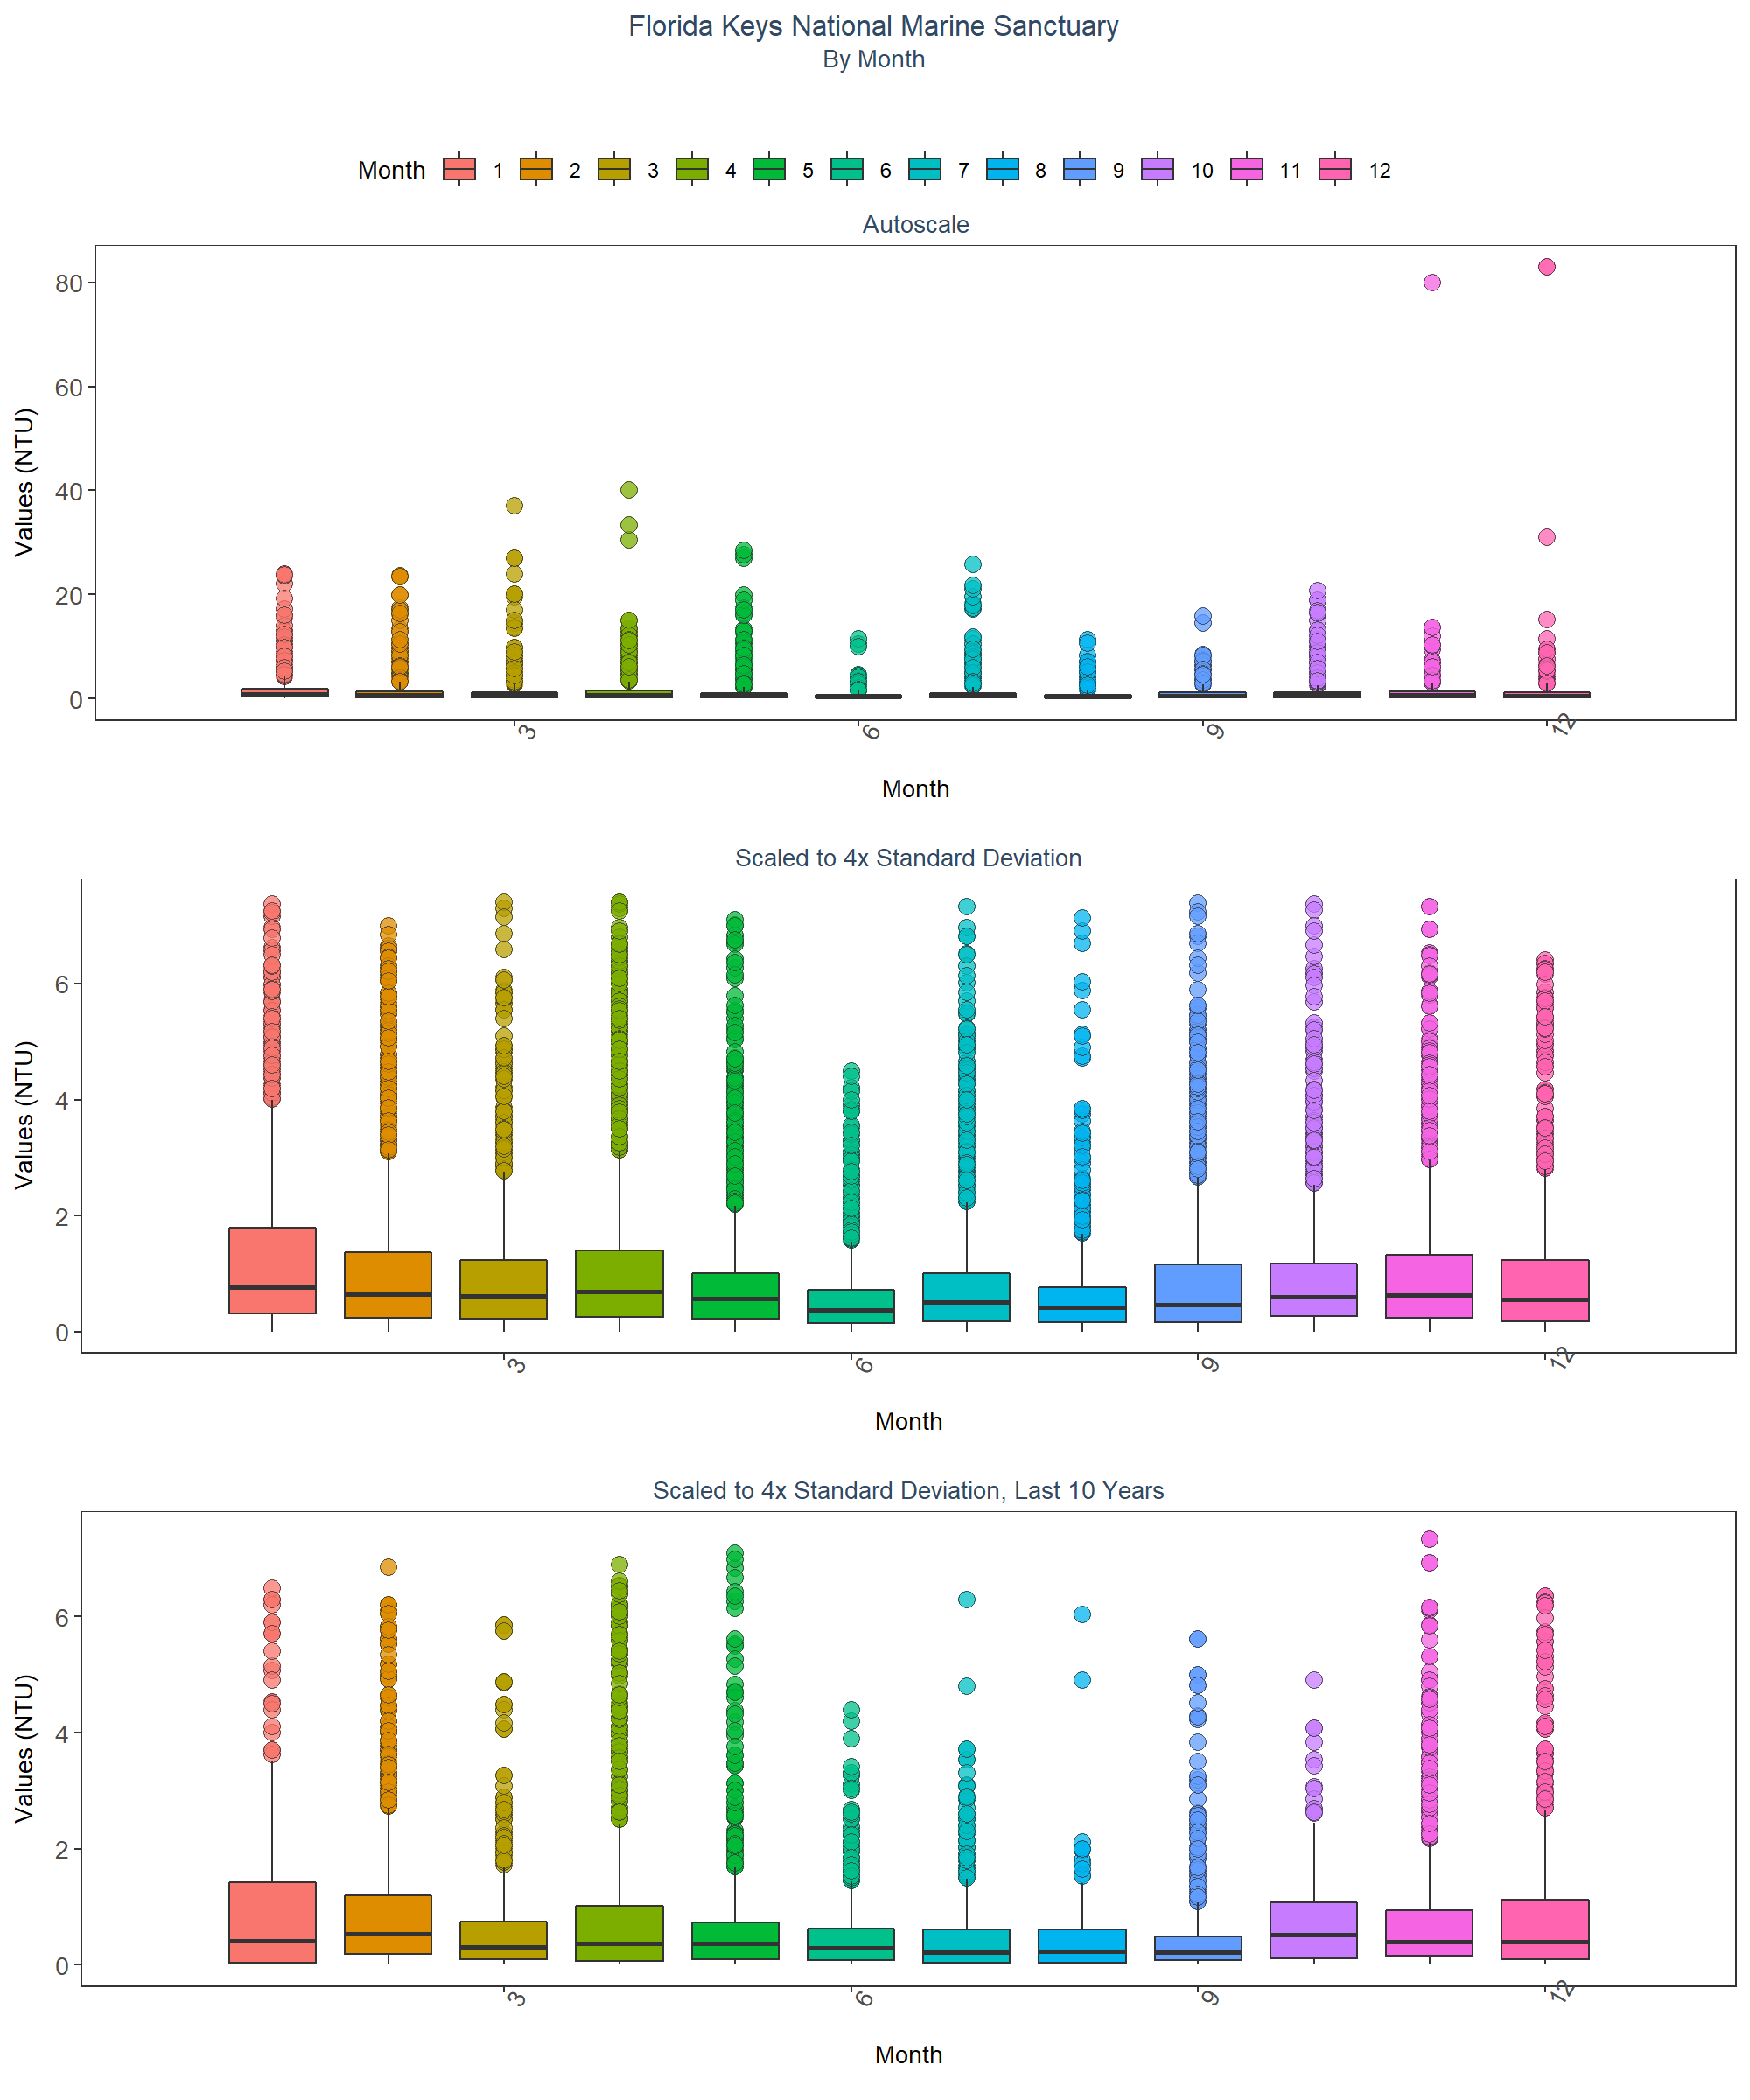 Florida Keys National Marine Sanctuary
By Month
Month 1 2 3 4 5 6 7 8 9 10 11 12
Autoscale
80
60
40
20
0
Values (NTU)
3 6 9 12
Month
Scaled to 4x Standard Deviation
6
4
2
0
Values (NTU)
3 6 9 12
Month
Scaled to 4x Standard Deviation, Last 10 Years
6
4
2
0
Values (NTU)
3 6 9 12
Month